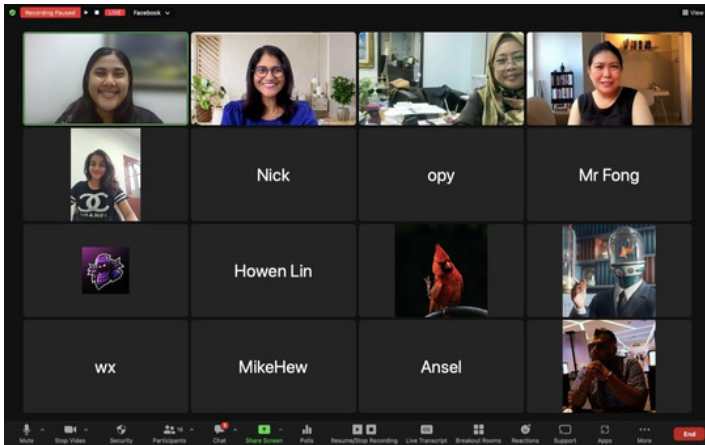 Recording Paused LIVE Facebook View
Nick
opy
Mr Fong
CHANEL
Howen Lin
wx
MikeHew
Ansel
Mute Stop Video Security Participants 16 Chat Share Screen Polls Resume/Stop Recording Live Transcript Breakout Rooms Reactions Support Apps More End